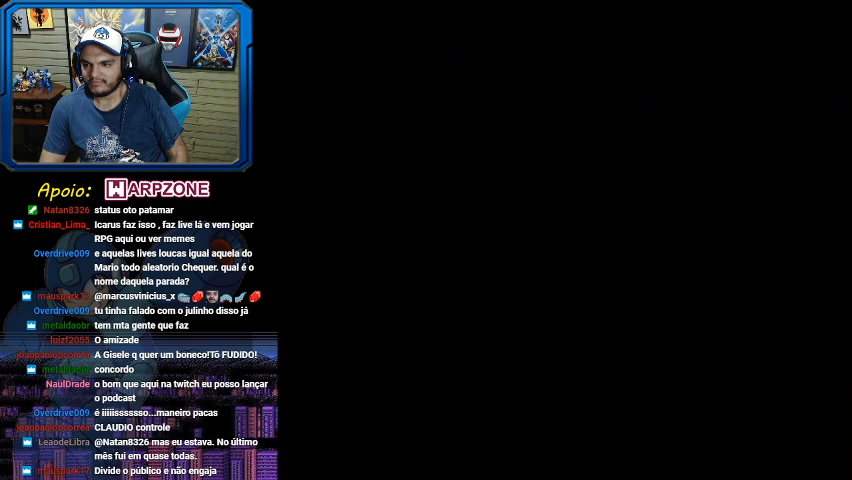 Apoio: WARPZONE
Natan8326 status oto patamar
Cristian_Lima_ Icarus faz isso , faz live lá e vem jogar
RPG aqui ou ver memes
Overdrive009 e aquelas lives loucas igual aquela do
Mario todo aleatorio Chequer. qual é o
nome daquela parada?
@marcusvinicius_x
Overdrive009 tu tinha falado com o julinho disso já
metaldaobr tem mta gente que faz
luizf2055 O amizade
joaopaulobcorrea A Gisele q quer um boneco!Tô FUDIDO!
metaldaobr concordo
NaulDrade o bom que aqui na twitch eu posso lançar
o podcast
Overdrive009 é iiiiisssssso...maneiro pacas
joaopaulobcorrea CLAUDIO controle
LeaodeLibra @Natan8326 mas eu estava. No último
mês fui em quase todas.
Divide o público e não engaja